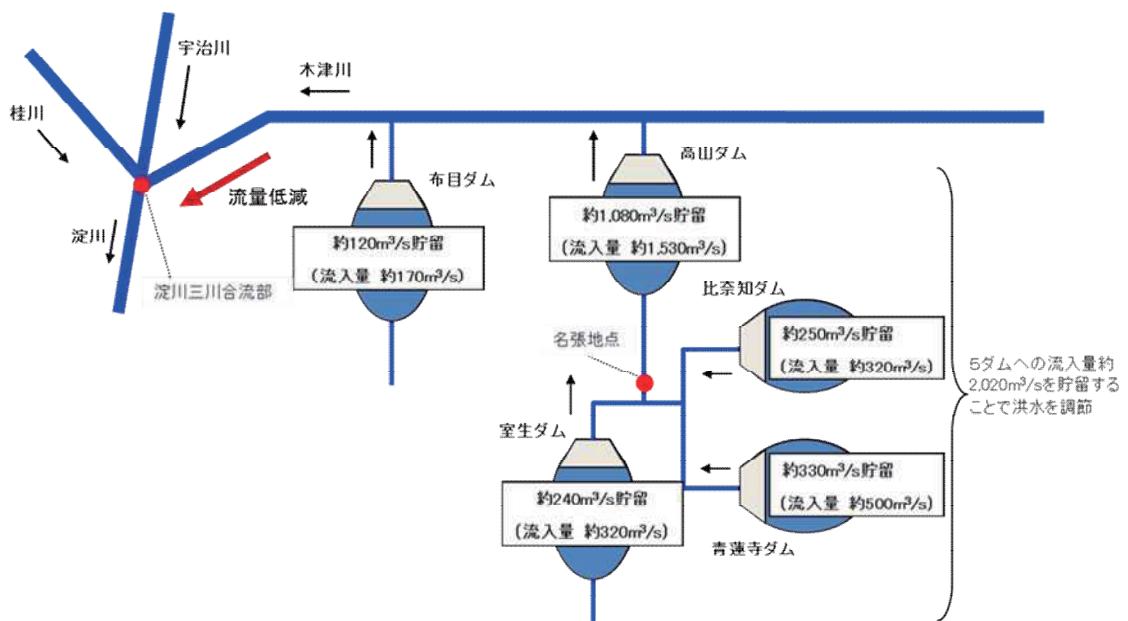 宇治川
木津川
桂川
流量低減
淀川
淀川三川合流部
布目ダム
約120m³/s貯留
(流入量 約170m³/s)
高山ダム
約1,080m³/s貯留
(流入量 約1,530m³/s)
比奈知ダム
約250m³/s貯留
(流入量 約320m³/s)
名張地点
室生ダム
約240m³/s貯留
(流入量 約320m³/s)
約330m³/s貯留
(流入量 約500m³/s)
青蓮寺ダム
5ダムへの流入量約
2,020m³/sを貯留する
ことで洪水を調節